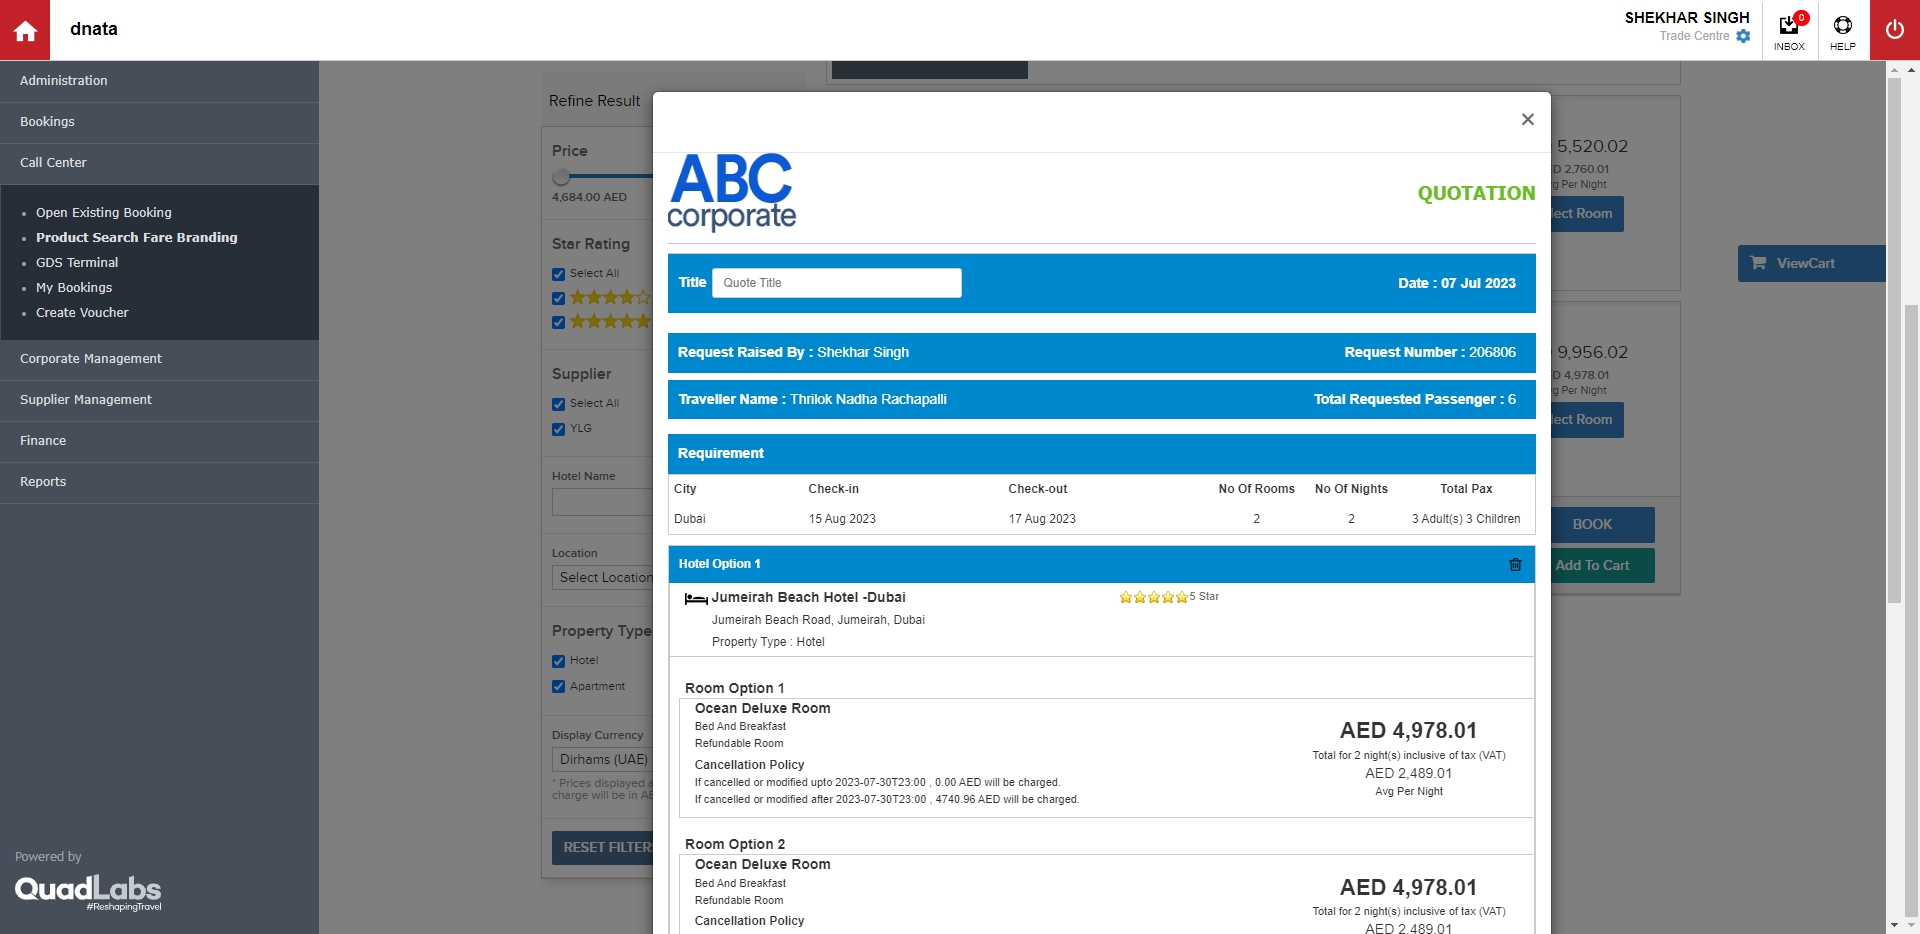 dnata
SHEKHAR SINGH
Trade Centre
0
INBOX
HELP
Administration
Bookings
Call Center
Open Existing Booking
Product Search Fare Branding
GDS Terminal
My Bookings
Create Voucher
Corporate Management
Supplier Management
Finance
Reports
Powered by
QuadLabs
#ReshapingTravel
Refine Result
Price
4,684.00 AED
Star Rating
Select All
Supplier
Select All
YLG
Hotel Name
Location
Select Location
Property Type
Hotel
Apartment
Display Currency
Dirhams (UAE)
* Prices displayed
charge will be in
RESET FILTERS
×
ABC
corporate
QUOTATION
Title Quote Title
Date : 07 Jul 2023
Request Raised By : Shekhar Singh
Request Number : 206806
Traveller Name : Thrilok Nadha Rachapalli
Total Requested Passenger : 6
Requirement
City Check-in Check-out No Of Rooms No Of Nights Total Pax
Dubai 15 Aug 2023 17 Aug 2023 2 2 3 Adult(s) 3 Children
Hotel Option 1
Jumeirah Beach Hotel -Dubai
5 Star
Jumeirah Beach Road, Jumeirah, Dubai
Property Type : Hotel
Room Option 1
Ocean Deluxe Room
Bed And Breakfast
Refundable Room
Cancellation Policy
If cancelled or modified upto 2023-07-30T23:00 , 0.00 AED will be charged.
If cancelled or modified after 2023-07-30T23:00 , 4740.96 AED will be charged.
AED 4,978.01
Total for 2 night(s) inclusive of tax (VAT)
AED 2,489.01
Avg Per Night
Room Option 2
Ocean Deluxe Room
Bed And Breakfast
Refundable Room
Cancellation Policy
AED 4,978.01
Total for 2 night(s) inclusive of tax (VAT)
AED 2,489.01
5,520.02
ED 2,760.01
g Per Night
ect Room
ViewCart
9,956.02
ED 4,978.01
g Per Night
ect Room
BOOK
Add To Cart